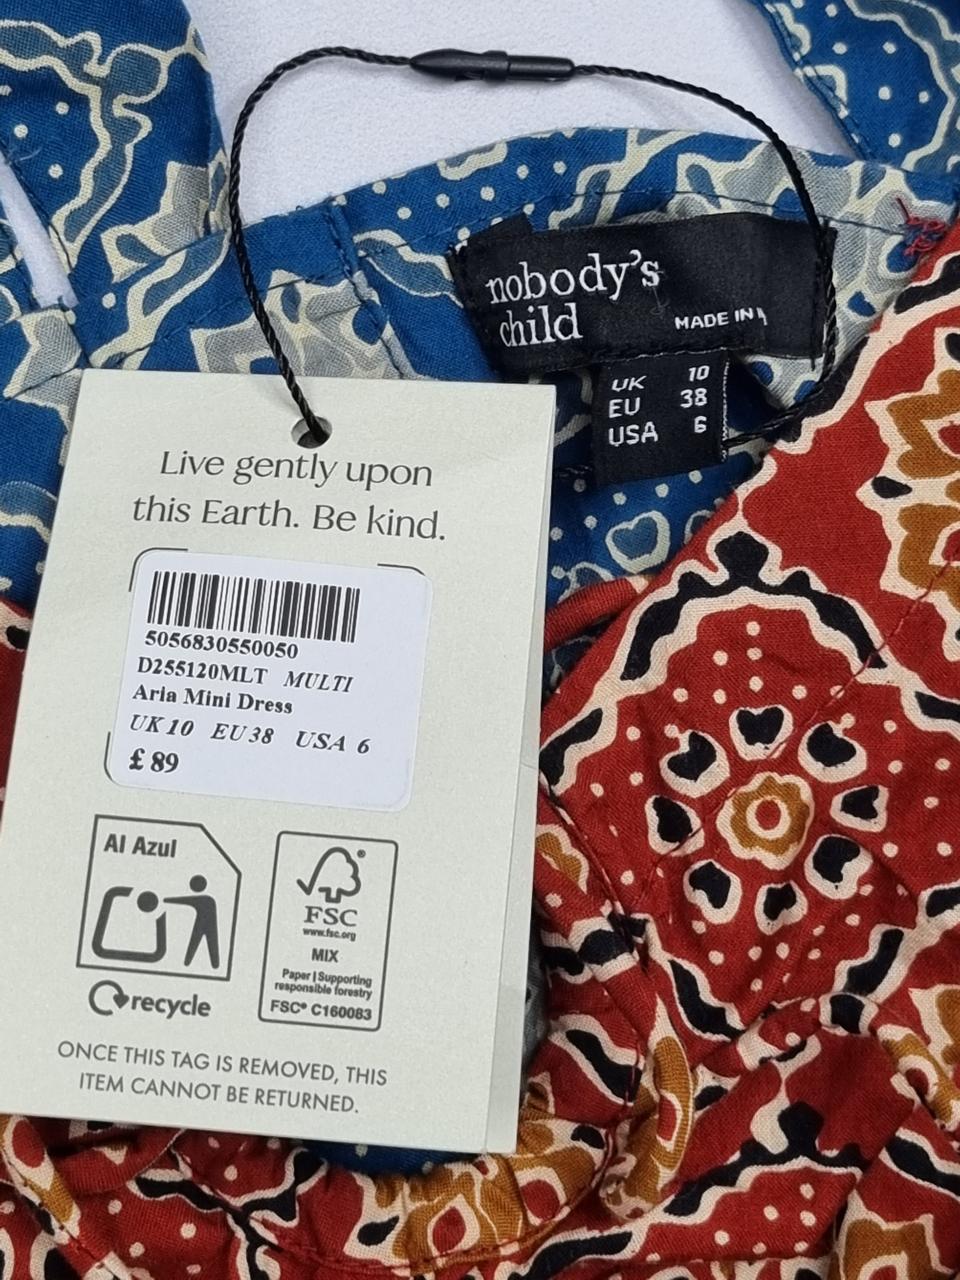 nobody's
child
MADE IN
UK 10
EU 38
USA 6
Live gently upon
this Earth. Be kind.
5056830550050
D255120MLT MULTI
Aria Mini Dress
UK 10 EU 38 USA 6
£ 89
Al Azul
recycle
FSC
www.fsc.org
MIX
Paper | Supporting
responsible forestry
FSC® C160083
ONCE THIS TAG IS REMOVED, THIS
ITEM CANNOT BE RETURNED.